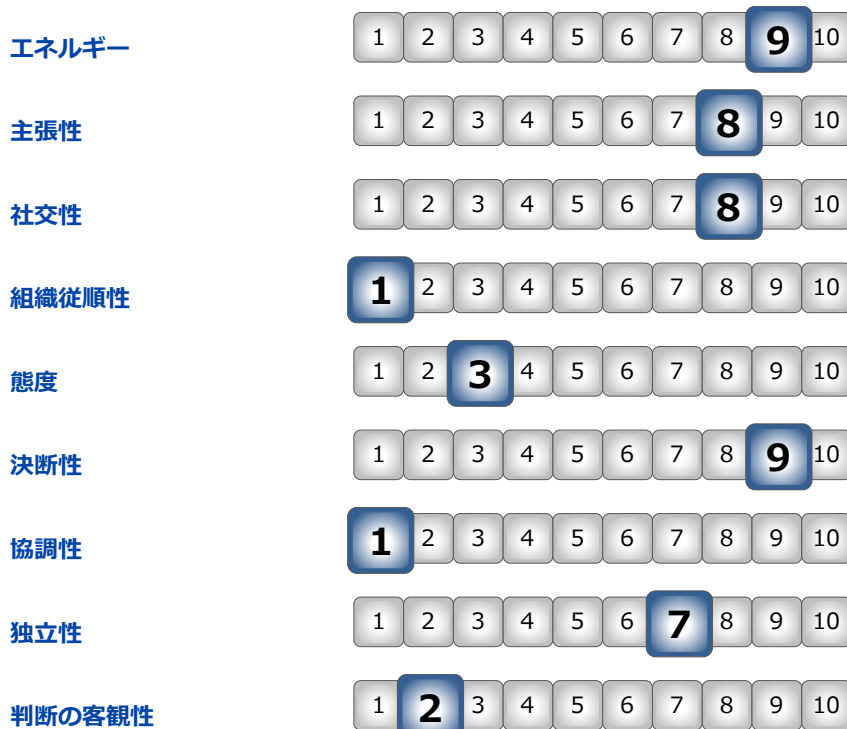 エネルギー 1 2 3 4 5 6 7 8 9 10
主張性 1 2 3 4 5 6 7 8 9 10
社交性 1 2 3 4 5 6 7 8 9 10
組織従順性 1 2 3 4 5 6 7 8 9 10
態度 1 2 3 4 5 6 7 8 9 10
決断性 1 2 3 4 5 6 7 8 9 10
協調性 1 2 3 4 5 6 7 8 9 10
独立性 1 2 3 4 5 6 7 8 9 10
判断の客観性 1 2 3 4 5 6 7 8 9 10